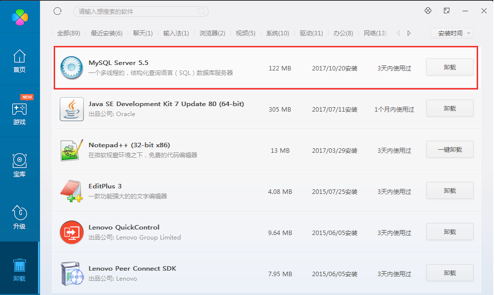 请输入想搜索的软件
全部(89) 最近安装(6) 聊天(1) 输入法(1) 浏览器(2) 视频(5) 系统(10) 驱动(31) 办公(8) 网络(13) 安装时间
首页
NEW
游戏
宝库
升级
卸载
MySQL Server 5.5
一个多线程的，结构化查询语言（SQL）数据库服务器
122 MB 2017/10/20安装 3天内使用过 卸载
Java SE Development Kit 7 Update 80 (64-bit)
出品公司: Oracle
305 MB 2017/07/11安装 1个月内使用过 卸载
Notepad++ (32-bit x86)
在微软视窗环境之下，免费的代码编辑器
13 MB 2017/03/29安装 3天内使用过 一键卸载
EditPlus 3
一款功能强大的的文字编辑器
4.08 MB 2015/07/25安装 3天内使用过 卸载
Lenovo QuickControl
出品公司: Lenovo Group Limited
9.64 MB 2015/06/05安装 3天内使用过 卸载
Lenovo Peer Connect SDK
出品公司: Lenovo
7.95 MB 2015/06/05安装 3天内使用过 卸载